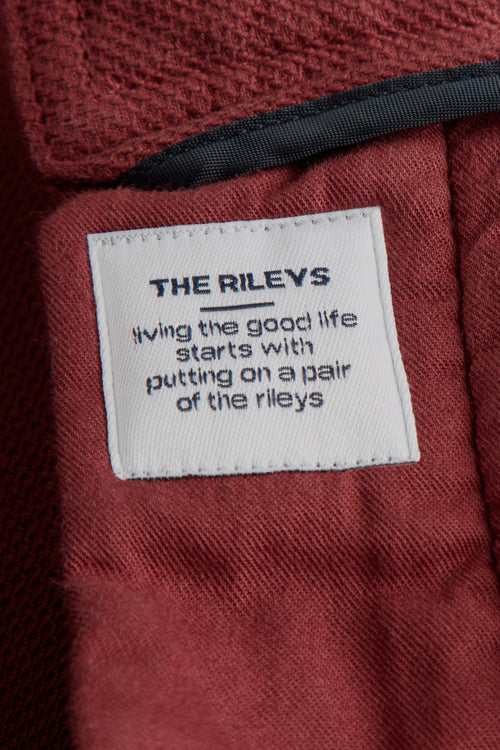 THE RILEYS
living the good life
starts with
putting on a pair
of the rileys